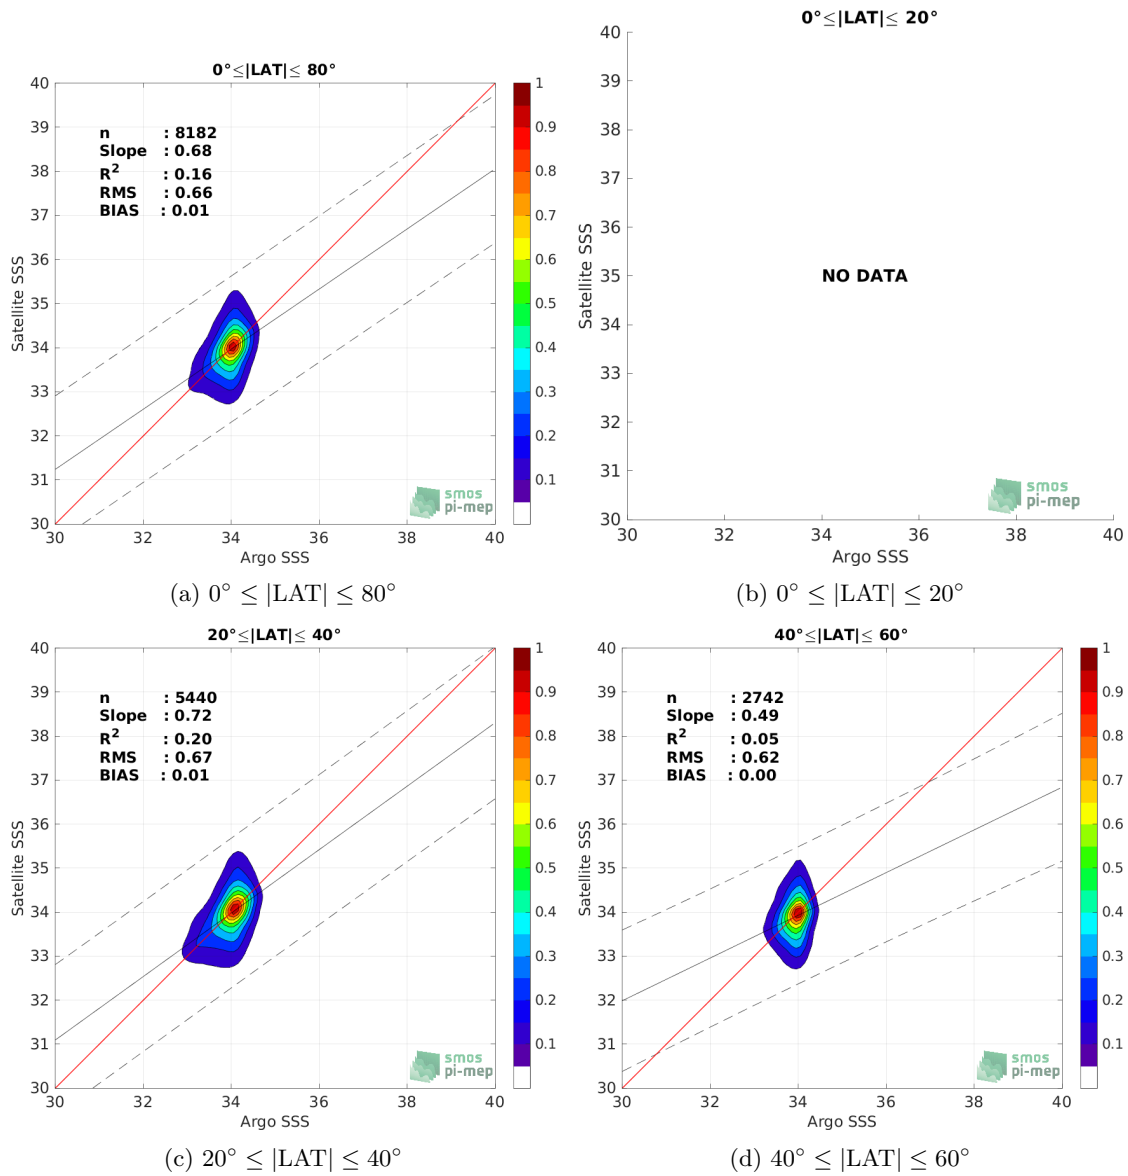 0°≤|LAT|≤ 80°
n : 8182
Slope : 0.68
R² : 0.16
RMS : 0.66
BIAS : 0.01
Satellite SSS
40
39
38
37
36
35
34
33
32
31
30
30 32 34 36 38 40
Argo SSS
1
0.9
0.8
0.7
0.6
0.5
0.4
0.3
0.2
0.1
smos
pi-mep
(a) 0° ≤ |LAT| ≤ 80°
0°≤|LAT|≤ 20°
Satellite SSS
40
39
38
37
36
35
34
33
32
31
30
NO DATA
smos
pi-mep
30 32 34 36 38 40
Argo SSS
(b) 0° ≤ |LAT| ≤ 20°
20°≤|LAT|≤ 40°
n : 5440
Slope : 0.72
R² : 0.20
RMS : 0.67
BIAS : 0.01
Satellite SSS
40
39
38
37
36
35
34
33
32
31
30
30 32 34 36 38 40
Argo SSS
1
0.9
0.8
0.7
0.6
0.5
0.4
0.3
0.2
0.1
smos
pi-mep
(c) 20° ≤ |LAT| ≤ 40°
40°≤|LAT|≤ 60°
n : 2742
Slope : 0.49
R² : 0.05
RMS : 0.62
BIAS : 0.00
Satellite SSS
40
39
38
37
36
35
34
33
32
31
30
30 32 34 36 38 40
Argo SSS
1
0.9
0.8
0.7
0.6
0.5
0.4
0.3
0.2
0.1
smos
pi-mep
(d) 40° ≤ |LAT| ≤ 60°